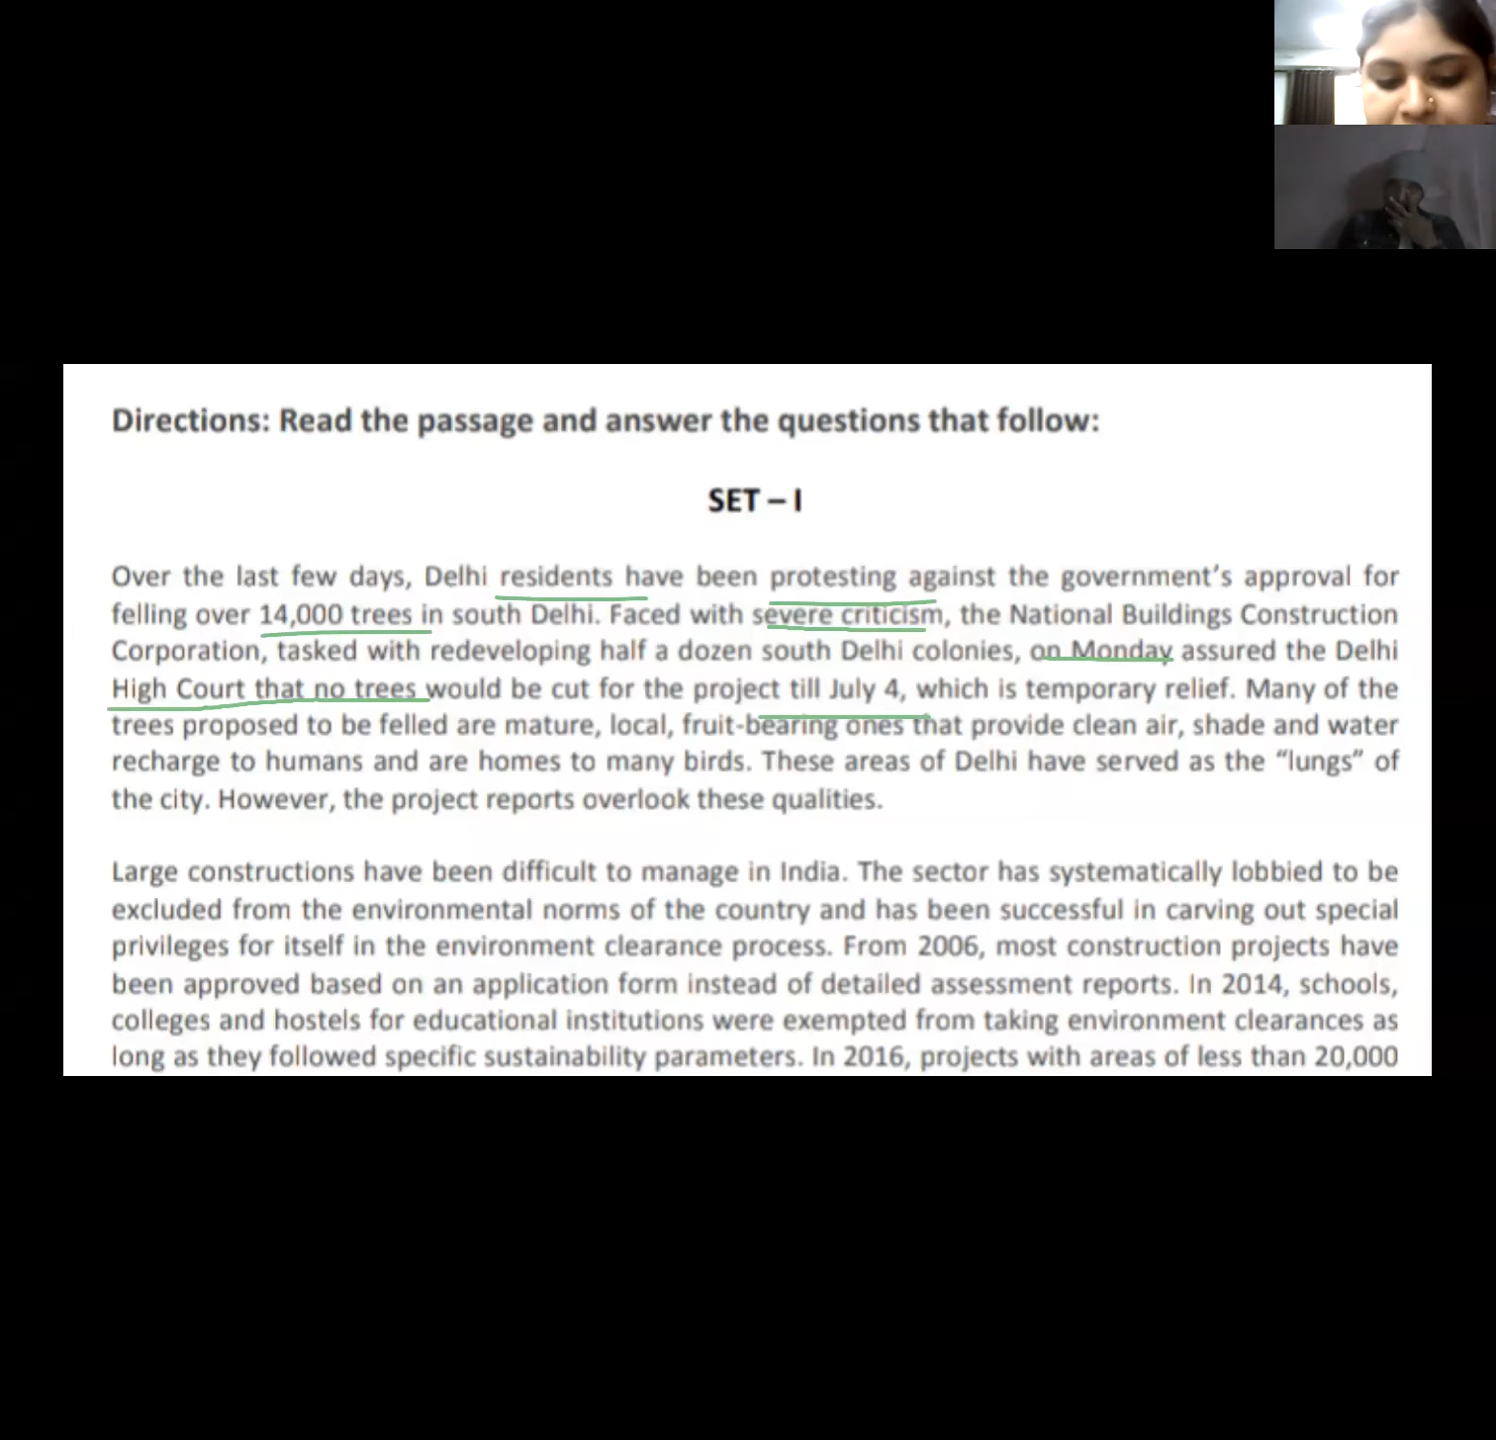 Directions: Read the passage and answer the questions that follow:
SET – I
Over the last few days, Delhi residents have been protesting against the government’s approval for
felling over 14,000 trees in south Delhi. Faced with severe criticism, the National Buildings Construction
Corporation, tasked with redeveloping half a dozen south Delhi colonies, on Monday assured the Delhi
High Court that no trees would be cut for the project till July 4, which is temporary relief. Many of the
trees proposed to be felled are mature, local, fruit-bearing ones that provide clean air, shade and water
recharge to humans and are homes to many birds. These areas of Delhi have served as the “lungs” of
the city. However, the project reports overlook these qualities.
Large constructions have been difficult to manage in India. The sector has systematically lobbied to be
excluded from the environmental norms of the country and has been successful in carving out special
privileges for itself in the environment clearance process. From 2006, most construction projects have
been approved based on an application form instead of detailed assessment reports. In 2014, schools,
colleges and hostels for educational institutions were exempted from taking environment clearances as
long as they followed specific sustainability parameters. In 2016, projects with areas of less than 20,000